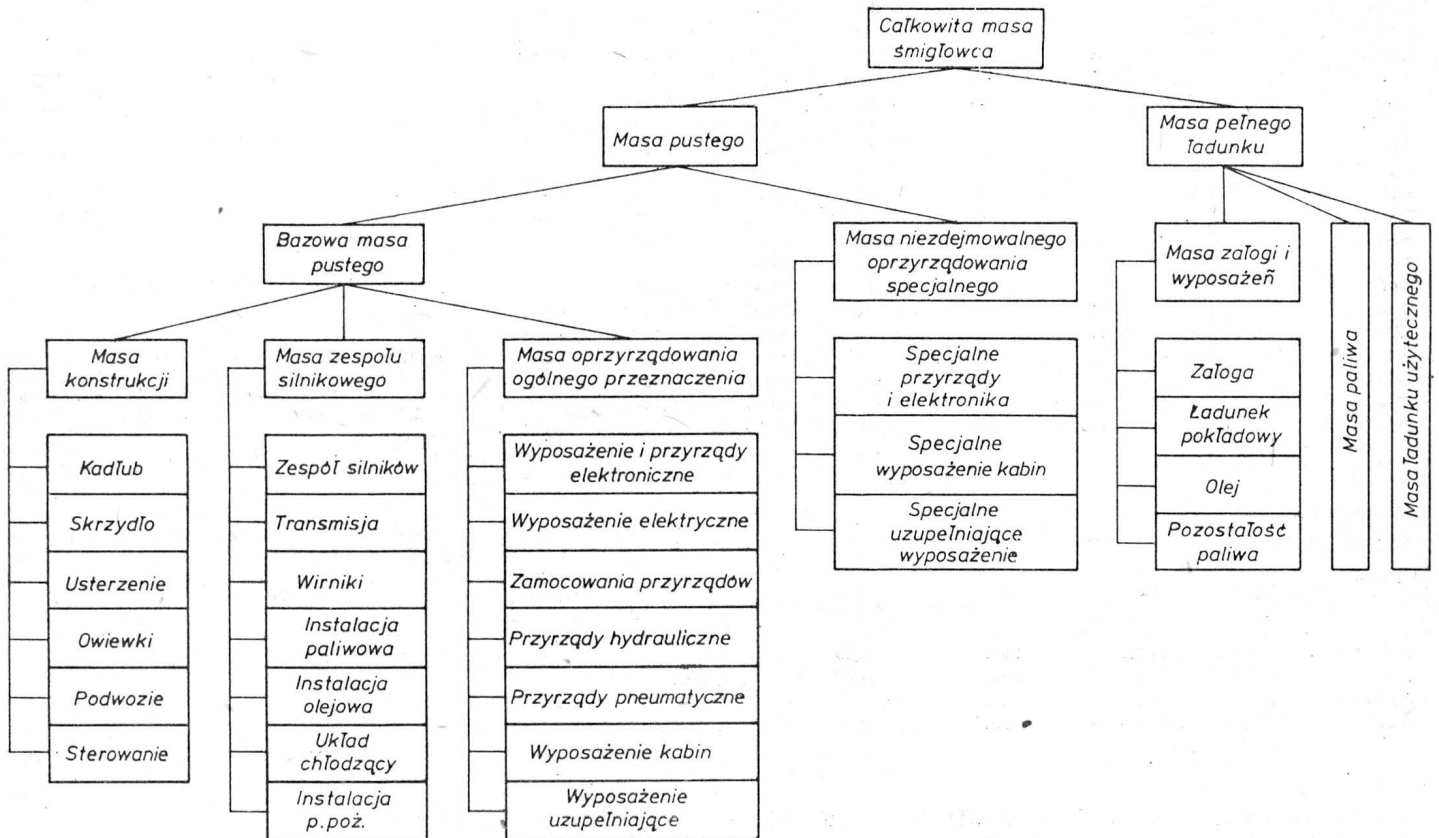 Całkowita masa
śmigłowca
Masa pustego
Masa pełnego
ładunku
Bazowa masa
pustego
Masa niezdejmowalnego
oprzyrządowania
specjalnego
Masa załogi i
wyposażeń
Masa paliwa
Masa ładunku użytecznego
Masa
konstrukcji
Masa zespołu
silnikowego
Masa oprzyrządowania
ogólnego przeznaczenia
Kadłub
Skrzydło
Usterzenie
Owiewki
Podwozie
Sterowanie
Zespół silników
Transmisja
Wirniki
Instalacja
paliwowa
Instalacja
olejowa
Układ
chłodzący
Instalacja
p.poż.
Wyposażenie i przyrządy
elektroniczne
Wyposażenie elektryczne
Zamocowania przyrządów
Przyrządy hydrauliczne
Przyrządy pneumatyczne
Wyposażenie kabin
Wyposażenie
uzupełniające
Specjalne
przyrządy
i elektronika
Specjalne
wyposażenie kabin
Specjalne
uzupełniające
wyposażenie
Załoga
Ładunek
pokładowy
Olej
Pozostałość
paliwa